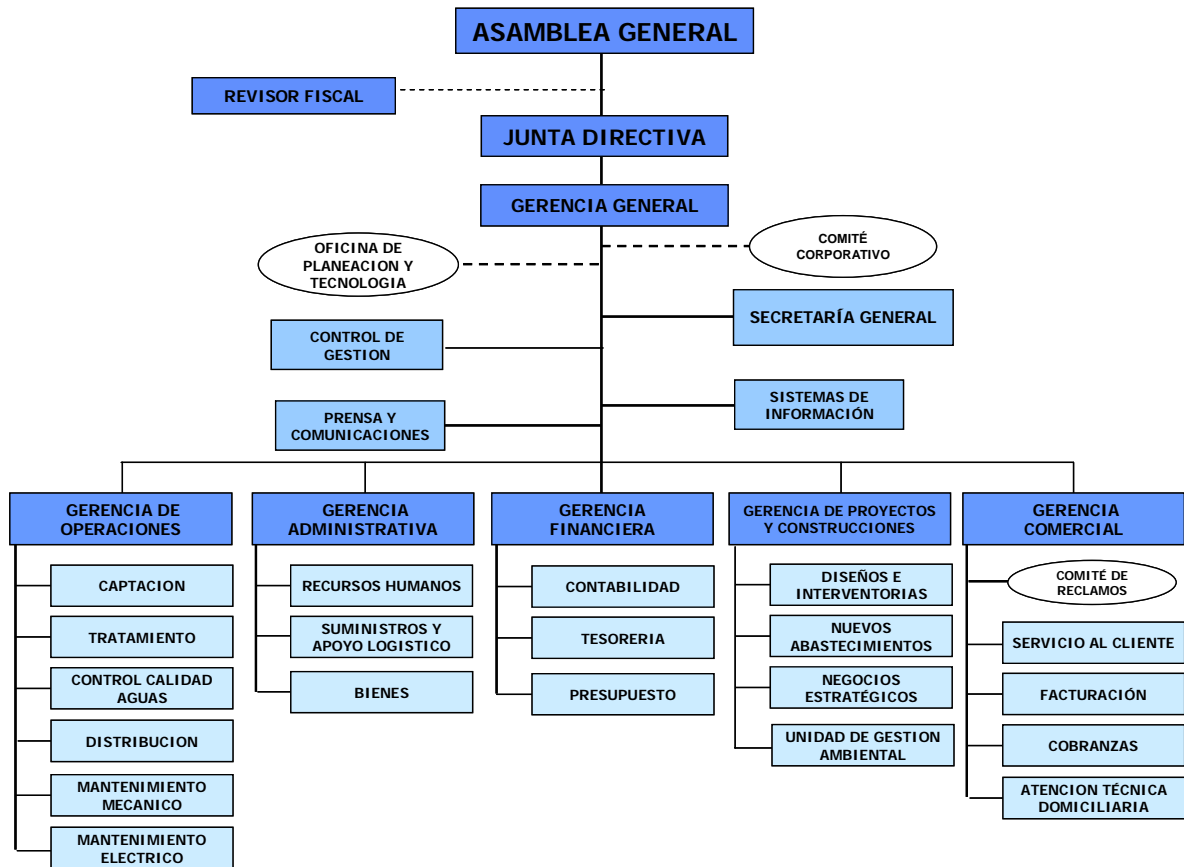 ASAMBLEA GENERAL
REVISOR FISCAL
JUNTA DIRECTIVA
GERENCIA GENERAL
OFICINA DE
PLANEACION Y
TECNOLOGIA
COMITÉ
CORPORATIVO
SECRETARÍA GENERAL
CONTROL DE
GESTION
SISTEMAS DE
INFORMACIÓN
PRENSA Y
COMUNICACIONES
GERENCIA DE
OPERACIONES
CAPTACION
TRATAMIENTO
CONTROL CALIDAD
AGUAS
DISTRIBUCION
MANTENIMIENTO
MECANICO
MANTENIMIENTO
ELECTRICO
GERENCIA
ADMINISTRATIVA
RECURSOS HUMANOS
SUMINISTROS Y
APOYO LOGISTICO
BIENES
GERENCIA
FINANCIERA
CONTABILIDAD
TESORERIA
PRESUPUESTO
GERENCIA DE PROYECTOS
Y CONSTRUCCIONES
DISEÑOS E
INTERVENTORIAS
NUEVOS
ABASTECIMIENTOS
NEGOCIOS
ESTRATÉGICOS
UNIDAD DE GESTION
AMBIENTAL
GERENCIA
COMERCIAL
COMITÉ DE
RECLAMOS
SERVICIO AL CLIENTE
FACTURACIÓN
COBRANZAS
ATENCION TÉCNICA
DOMICILIARIA